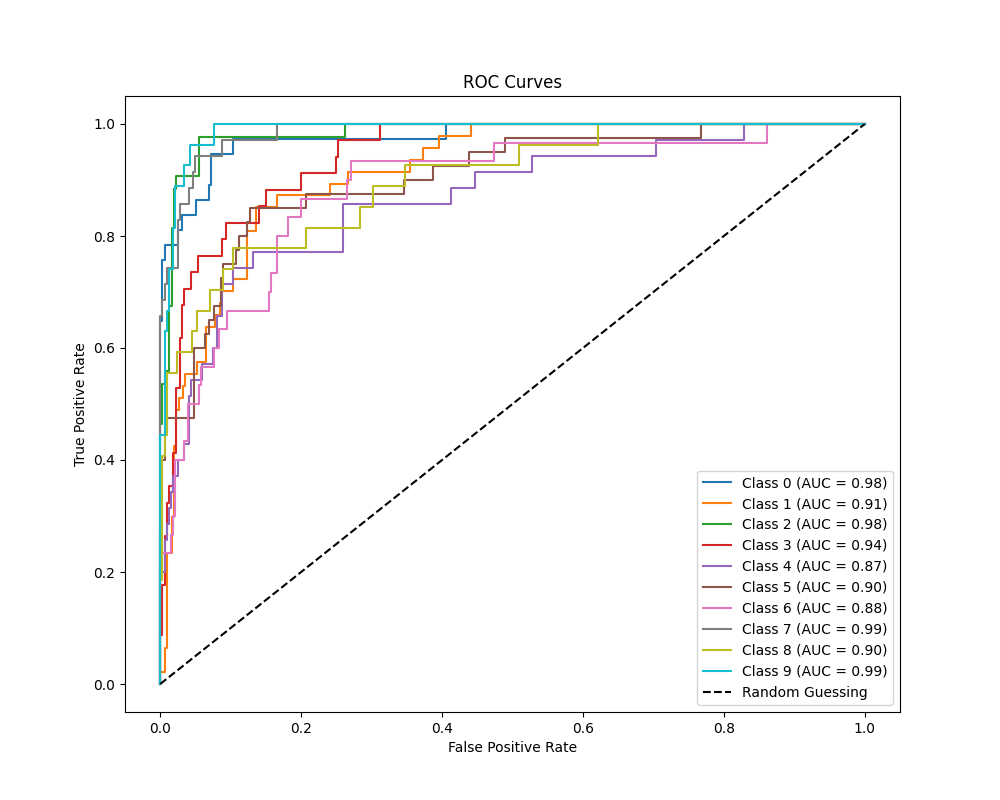 ROC Curves
True Positive Rate
1.0
0.8
0.6
0.4
0.2
0.0
Class 0 (AUC = 0.98)
Class 1 (AUC = 0.91)
Class 2 (AUC = 0.98)
Class 3 (AUC = 0.94)
Class 4 (AUC = 0.87)
Class 5 (AUC = 0.90)
Class 6 (AUC = 0.88)
Class 7 (AUC = 0.99)
Class 8 (AUC = 0.90)
Class 9 (AUC = 0.99)
Random Guessing
0.0 0.2 0.4 0.6 0.8 1.0
False Positive Rate